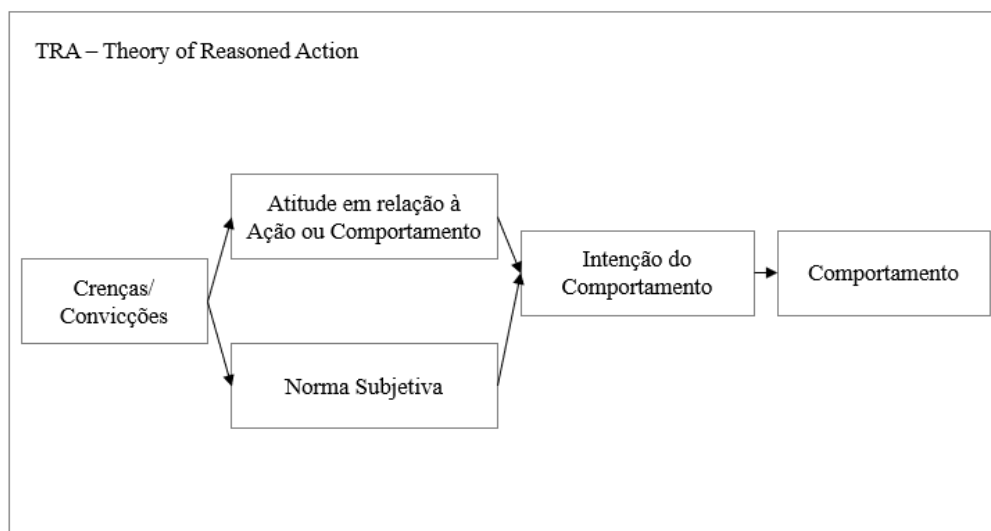 TRA – Theory of Reasoned Action
Atitude em relação à
Ação ou Comportamento
Crenças/
Convicções
Norma Subjetiva
Intenção do
Comportamento
Comportamento